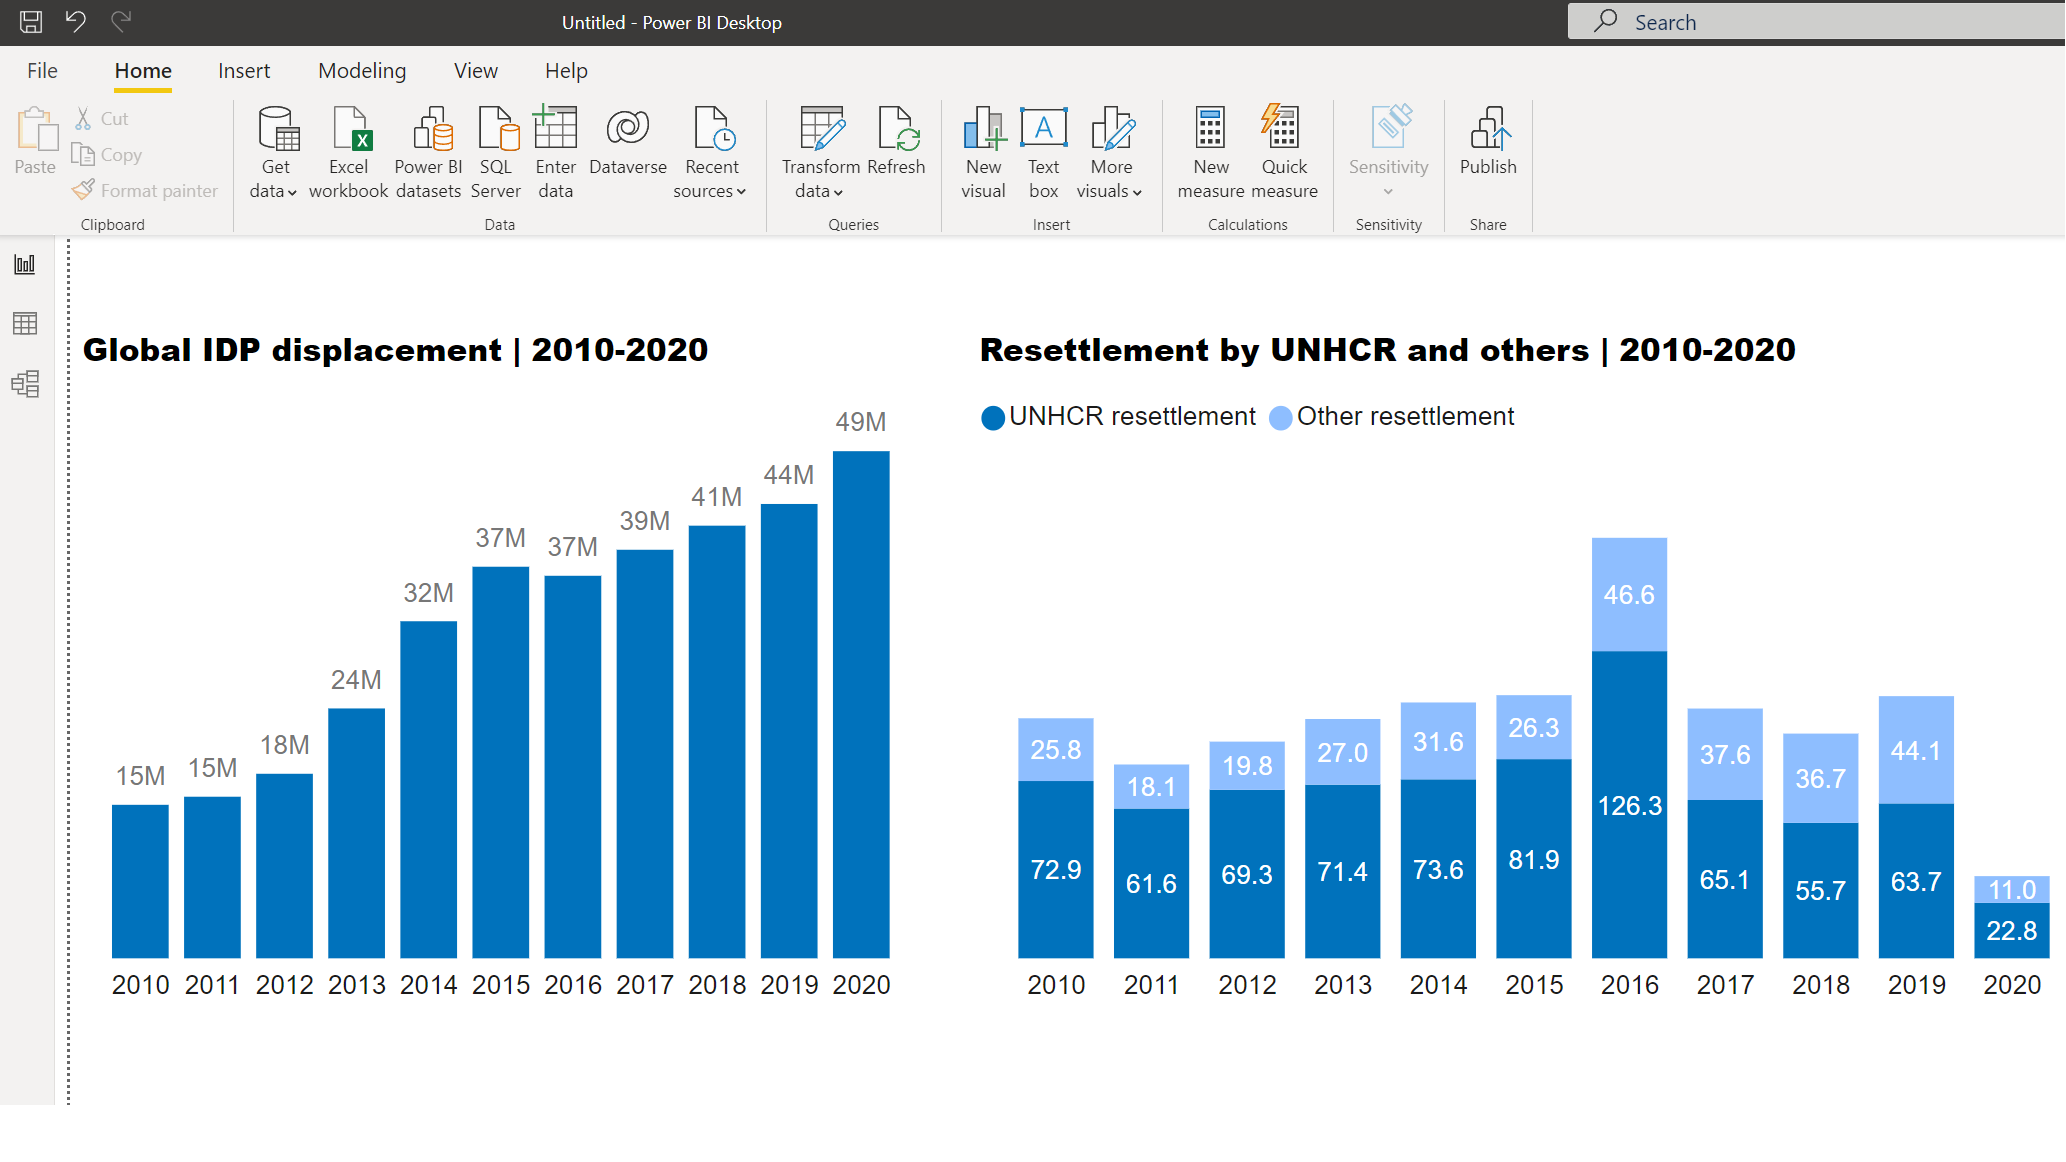 Untitled - Power BI Desktop
Search
File Home Insert Modeling View Help
Paste
Cut
Copy
Format painter
Clipboard
Get data
Excel workbook
Power BI datasets
SQL Server
Enter data
Dataverse
Recent sources
Data
Transform data
Refresh
Queries
New visual
A
Text box
More visuals
Insert
New measure
Quick measure
Calculations
Sensitivity
Sensitivity
Publish
Share
Global IDP displacement | 2010-2020
15M 15M 18M 24M 32M 37M 37M 39M 41M 44M 49M
2010 2011 2012 2013 2014 2015 2016 2017 2018 2019 2020
Resettlement by UNHCR and others | 2010-2020
UNHCR resettlement Other resettlement
25.8 18.1 19.8 27.0 31.6 26.3 46.6 37.6 36.7 44.1 11.0
72.9 61.6 69.3 71.4 73.6 81.9 126.3 65.1 55.7 63.7 22.8
2010 2011 2012 2013 2014 2015 2016 2017 2018 2019 2020